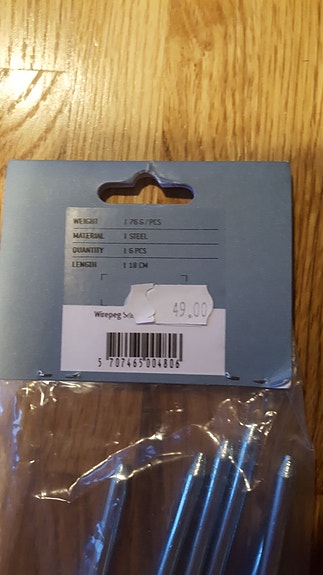 WEIGHT | 76 G / PCS
MATERIAL | STEEL
QUANTITY | 6 PCS
LENGTH | 18 CM
49.00
Wirepeg
5 707465 004806